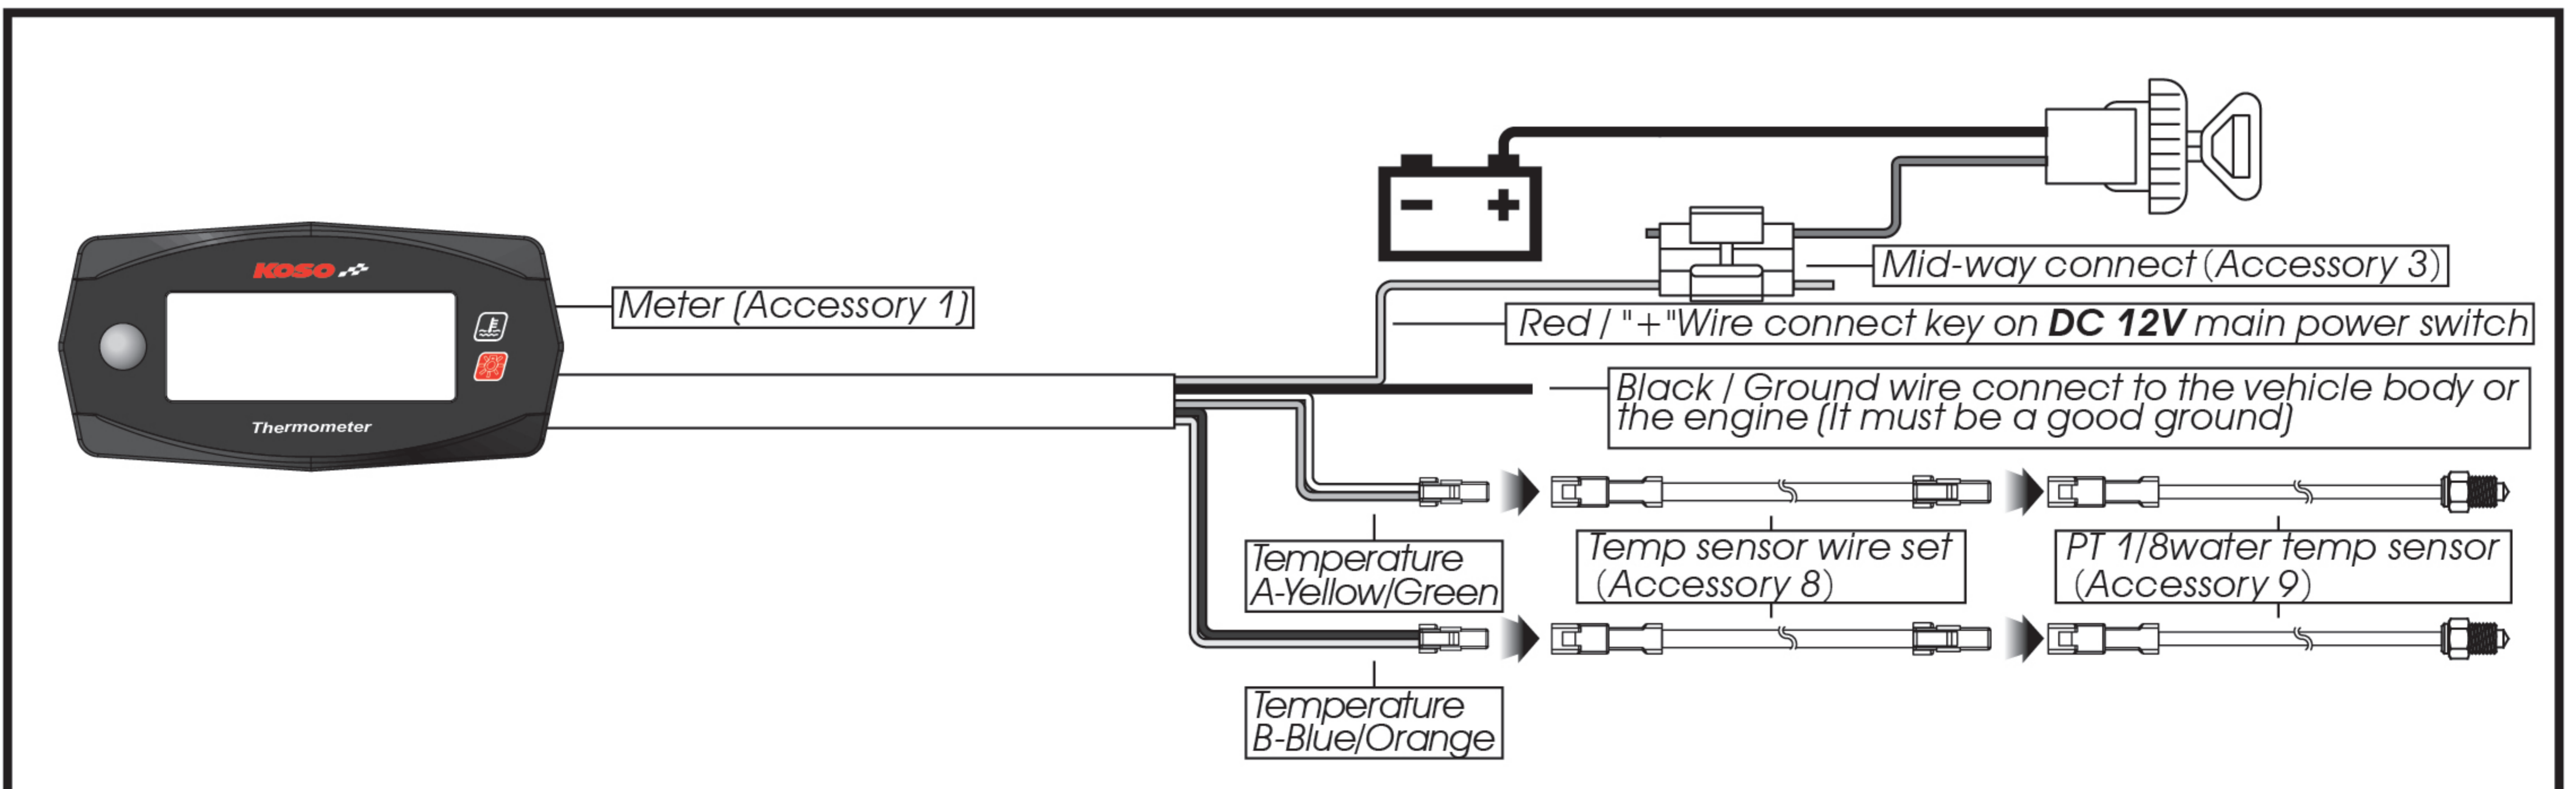 KOSO
Thermometer
Meter (Accessory 1)
- +
Mid-way connect (Accessory 3)
Red / "+"Wire connect key on DC 12V main power switch
Black / Ground wire connect to the vehicle body or
the engine (It must be a good ground)
Temperature
A-Yellow/Green
Temp sensor wire set
(Accessory 8)
PT 1/8water temp sensor
(Accessory 9)
Temperature
B-Blue/Orange